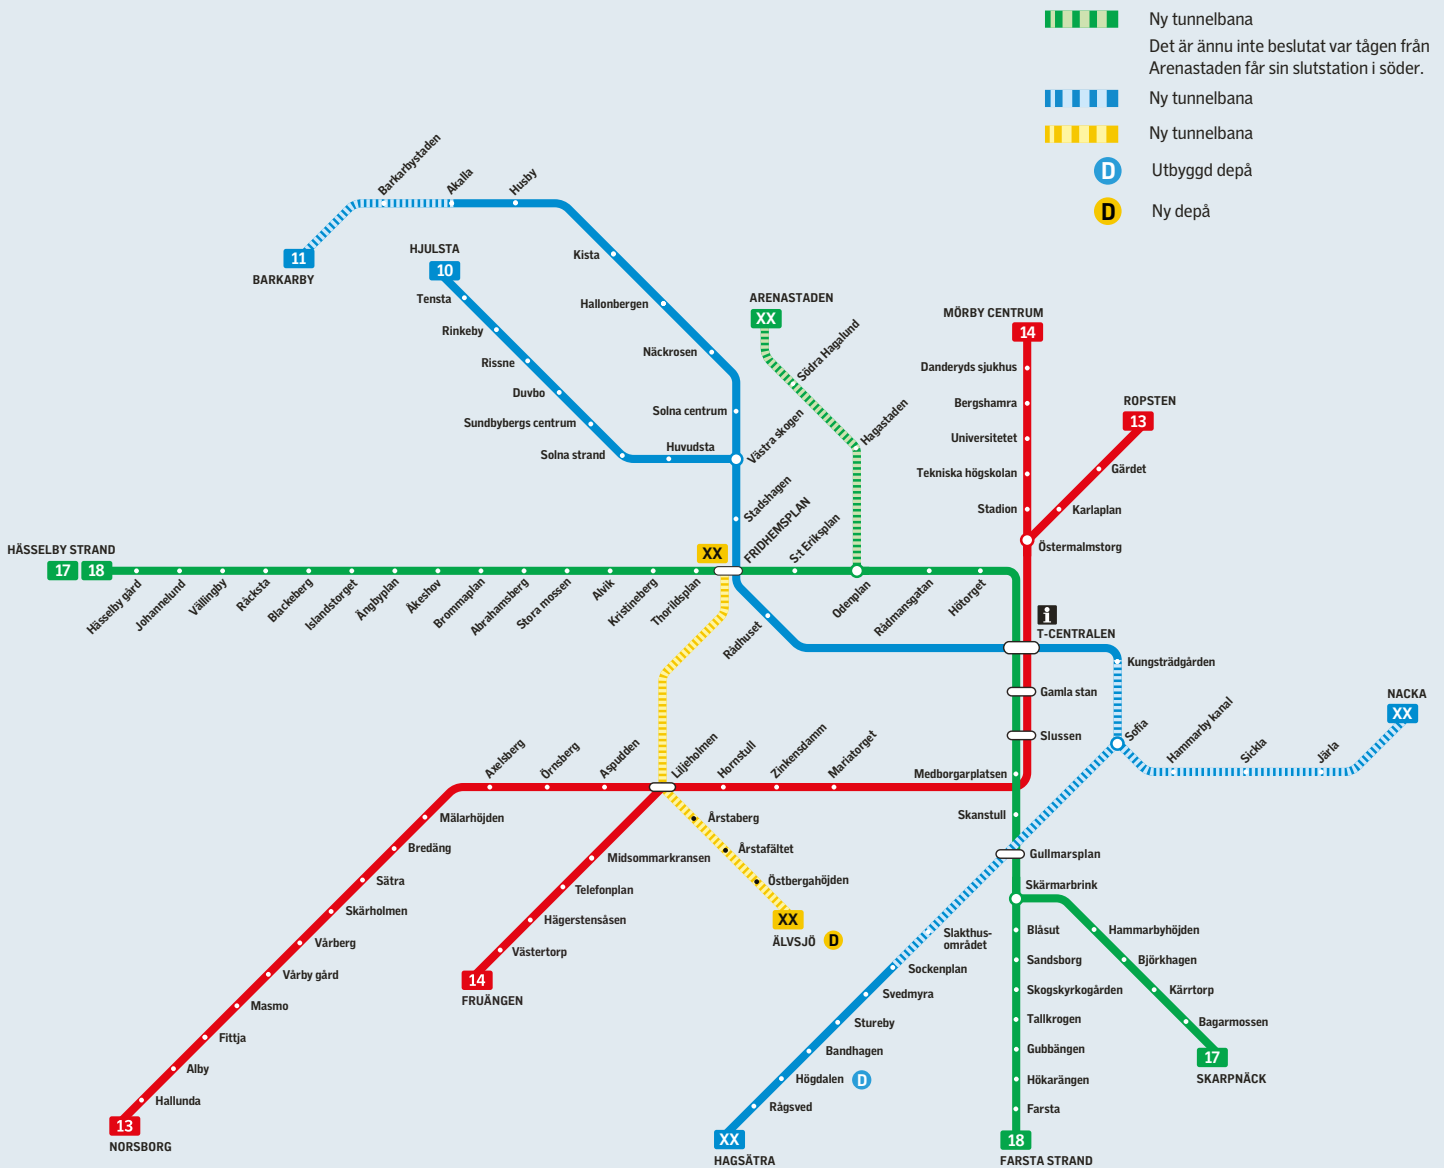 Ny tunnelbana
Det är ännu inte beslutat var tågen från
Arenastaden får sin slutstation i söder.
Ny tunnelbana
Ny tunnelbana
D
Utbyggd depå
D
Ny depå
Barkarbystaden
Akalla
Husby
11
BARKARBY
HJULSTA
10
Tensta
Rinkeby
Rissne
Duvbo
Sundbybergs centrum
Solna strand
Huvudsta
Kista
Hallonbergen
Näckrosen
Solna centrum
Västra skogen
Stadshagen
XX
FRIDHEMSPLAN
ARENASTADEN
XX
Södra Hagalund
Hagastaden
MÖRBY CENTRUM
14
Danderyds sjukhus
Bergshamra
Universitetet
Tekniska högskolan
Stadion
ROPSTEN
13
Gärdet
Karlaplan
Östermalmstorg
HÄSSELBY STRAND
17 18
Hässelby gård
Johannelund
Vällingby
Råcksta
Blackeberg
Islandstorget
Ängbyplan
Åkeshov
Brommaplan
Abrahamsberg
Stora mossen
Alvik
Kristineberg
Thorildsplan
S:t Eriksplan
Odenplan
Rådmansgatan
Hötorget
Rådhuset
i
T-CENTRALEN
Kungsträdgården
Gamla stan
Slussen
Sofia
Hammarby kanal
Sickla
Järla
NACKA
XX
Axelsberg
Örnsberg
Aspudden
Liljeholmen
Hornstull
Zinkensdamm
Mariatorget
Medborgarplatsen
Skanstull
Gullmarsplan
Skärmarbrink
Mälarhöjden
Bredäng
Sätra
Skärholmen
Vårberg
Vårby gård
Masmo
Fittja
Alby
Hallunda
13
NORSBORG
Midsommarkransen
Telefonplan
Hägerstensåsen
Västertorp
14
FRUÄNGEN
Årstaberg
Årstafältet
Östbergahöjden
XX
ÄLVSJÖ
D
Slakthus-
området
Sockenplan
Svedmyra
Stureby
Bandhagen
Högdalen
D
Rågsved
XX
HAGSÄTRA
Blåsut
Sandsborg
Skogskyrkogården
Tallkrogen
Gubbängen
Hökarängen
Farsta
18
FARSTA STRAND
Hammarbyhöjden
Björkhagen
Kärrtorp
Bagarmossen
17
SKARPNÄCK